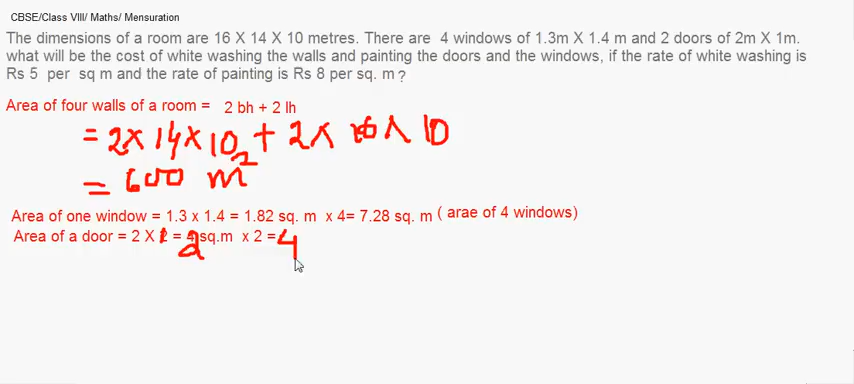 CBSE/Class VIII/ Maths/ Mensuration
The dimensions of a room are 16 X 14 X 10 metres. There are 4 windows of 1.3m X 1.4 m and 2 doors of 2m X 1m.
what will be the cost of white washing the walls and painting the doors and the windows, if the rate of white washing is
Rs 5 per sq m and the rate of painting is Rs 8 per sq. m ?
Area of four walls of a room = 2 bh + 2 lh
= 2 x 14 x 10 + 2 x 16 x 10
= 600 m2
Area of one window = 1.3 x 1.4 = 1.82 sq. m x 4= 7.28 sq. m ( arae of 4 windows)
Area of a door = 2 X 1 = 2 sq.m x 2 = 4